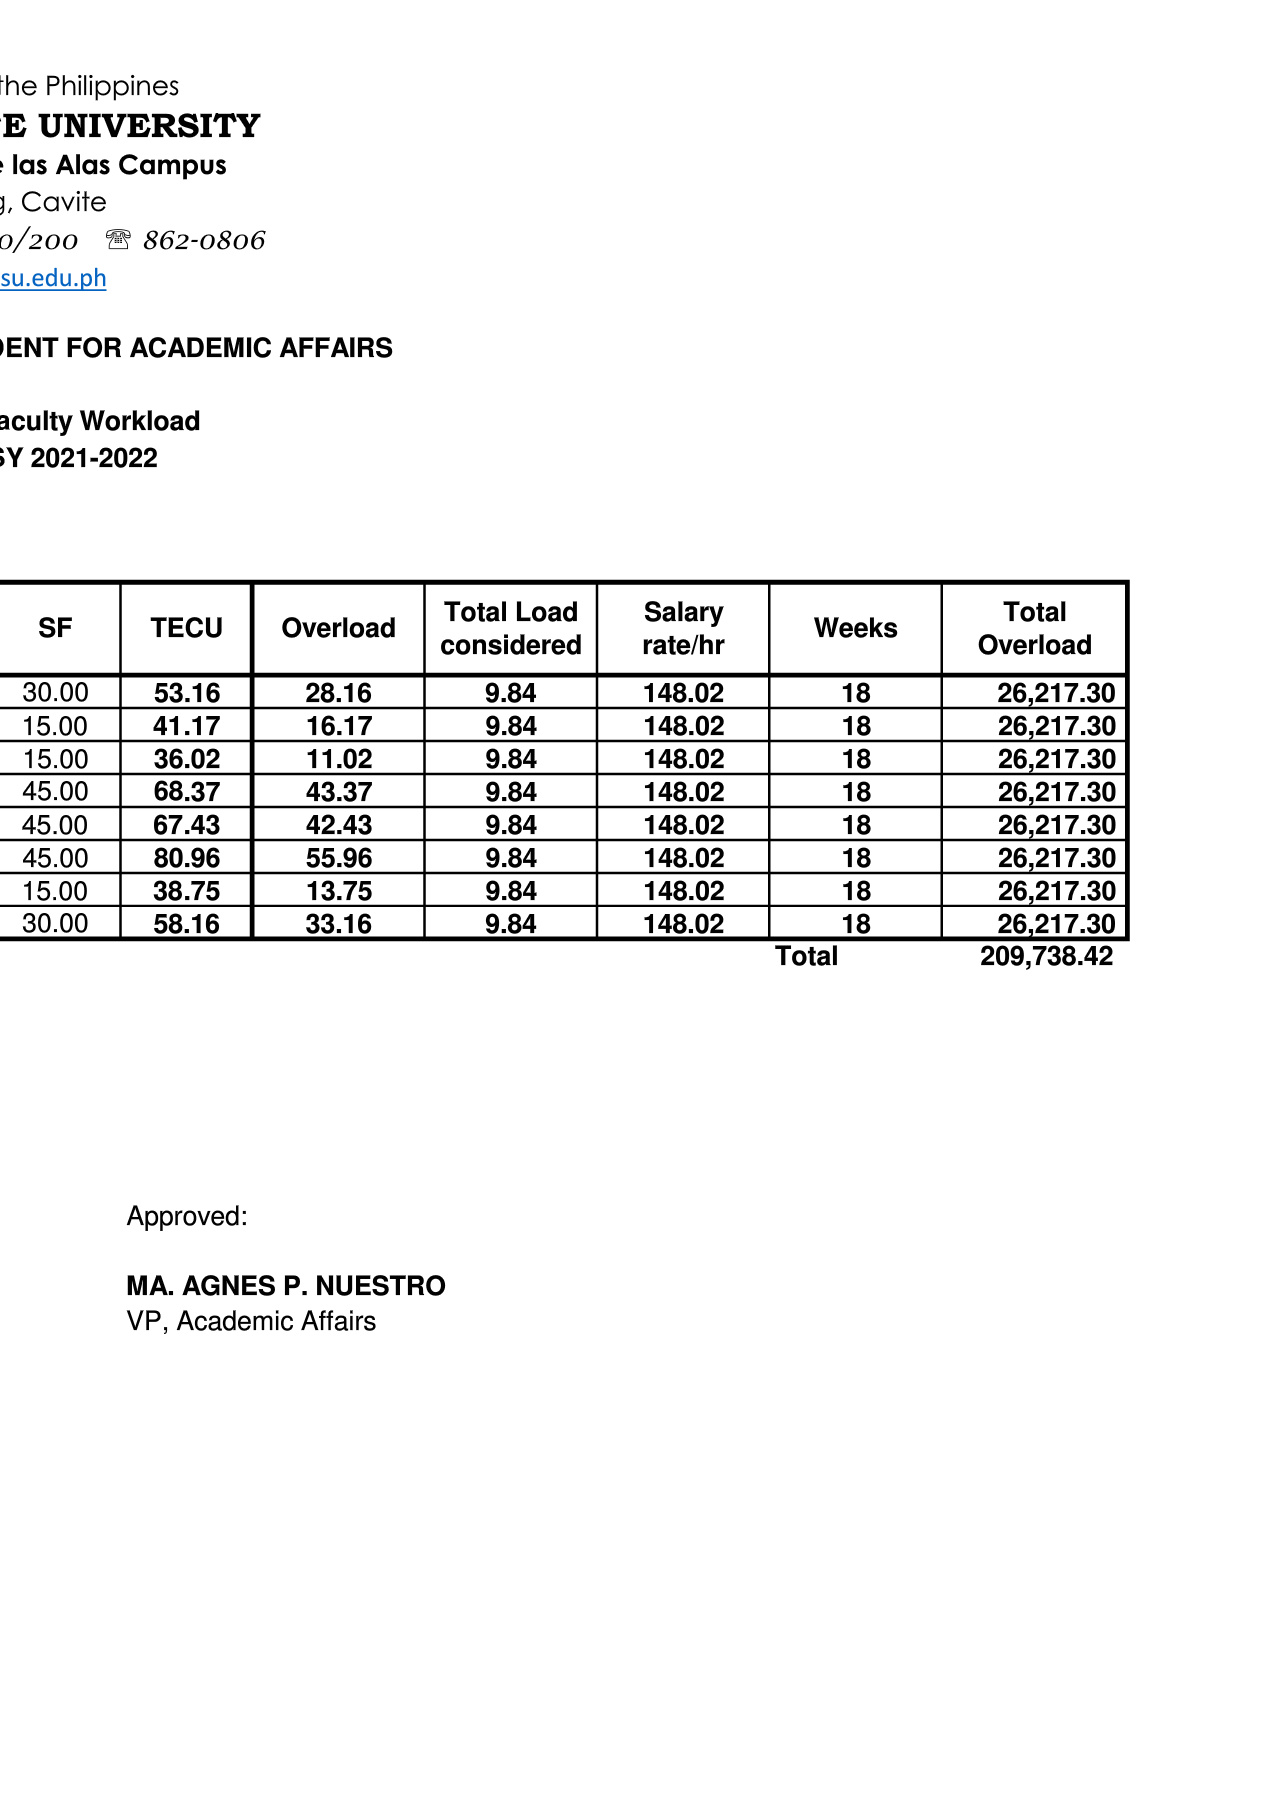 the Philippines
E UNIVERSITY
e las Alas Campus
g, Cavite
0/200 ☏ 862-0806
su.edu.ph
DENT FOR ACADEMIC AFFAIRS
aculty Workload
SY 2021-2022
SF TECU Overload Total Load considered Salary rate/hr Weeks Total Overload
30.00 53.16 28.16 9.84 148.02 18 26,217.30
15.00 41.17 16.17 9.84 148.02 18 26,217.30
15.00 36.02 11.02 9.84 148.02 18 26,217.30
45.00 68.37 43.37 9.84 148.02 18 26,217.30
45.00 67.43 42.43 9.84 148.02 18 26,217.30
45.00 80.96 55.96 9.84 148.02 18 26,217.30
15.00 38.75 13.75 9.84 148.02 18 26,217.30
30.00 58.16 33.16 9.84 148.02 18 26,217.30
Total 209,738.42
Approved:
MA. AGNES P. NUESTRO
VP, Academic Affairs